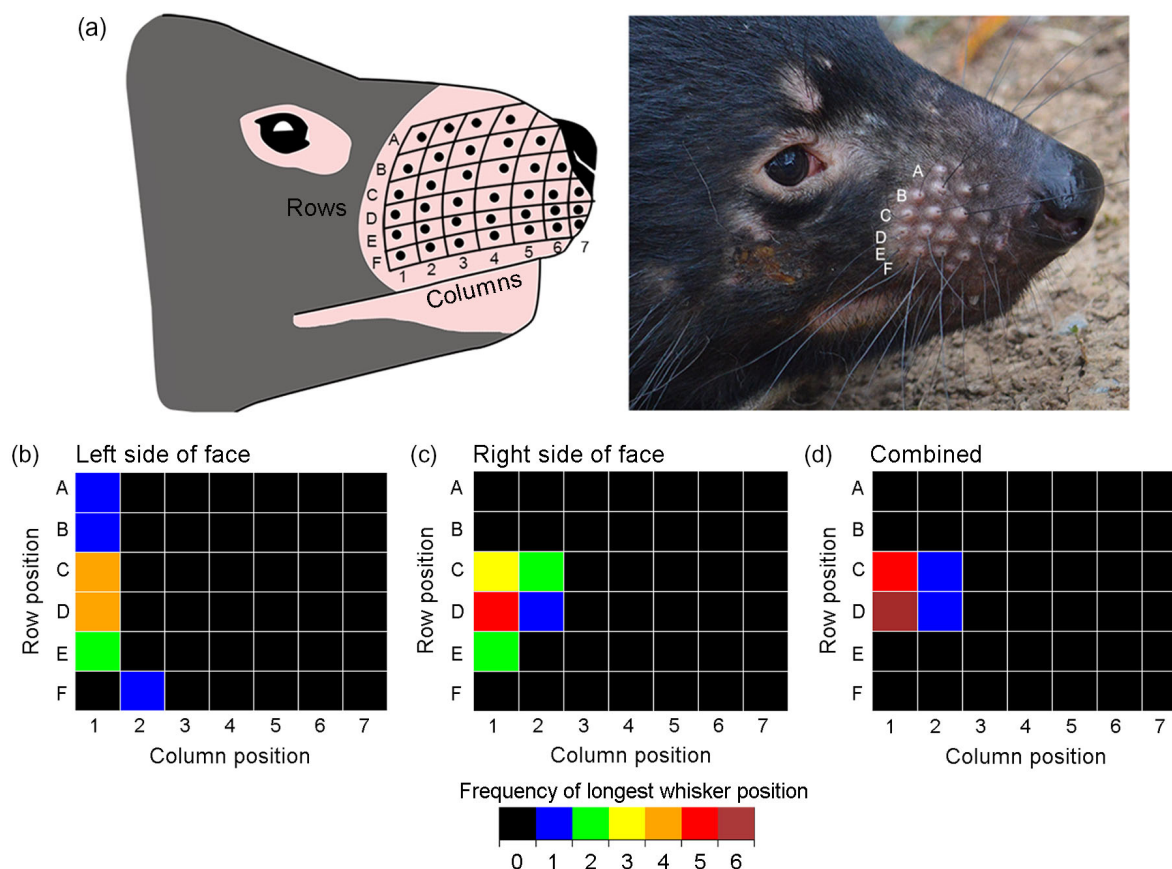 (a)
A
B
C
D
E
F
Rows
1 2 3 4 5 6 7
Columns
A
B
C
D
E
F
(b) Left side of face
A
B
C
D
E
F
Row position
1 2 3 4 5 6 7
Column position
(c) Right side of face
A
B
C
D
E
F
Row position
1 2 3 4 5 6 7
Column position
(d) Combined
A
B
C
D
E
F
Row position
1 2 3 4 5 6 7
Column position
Frequency of longest whisker position
0 1 2 3 4 5 6